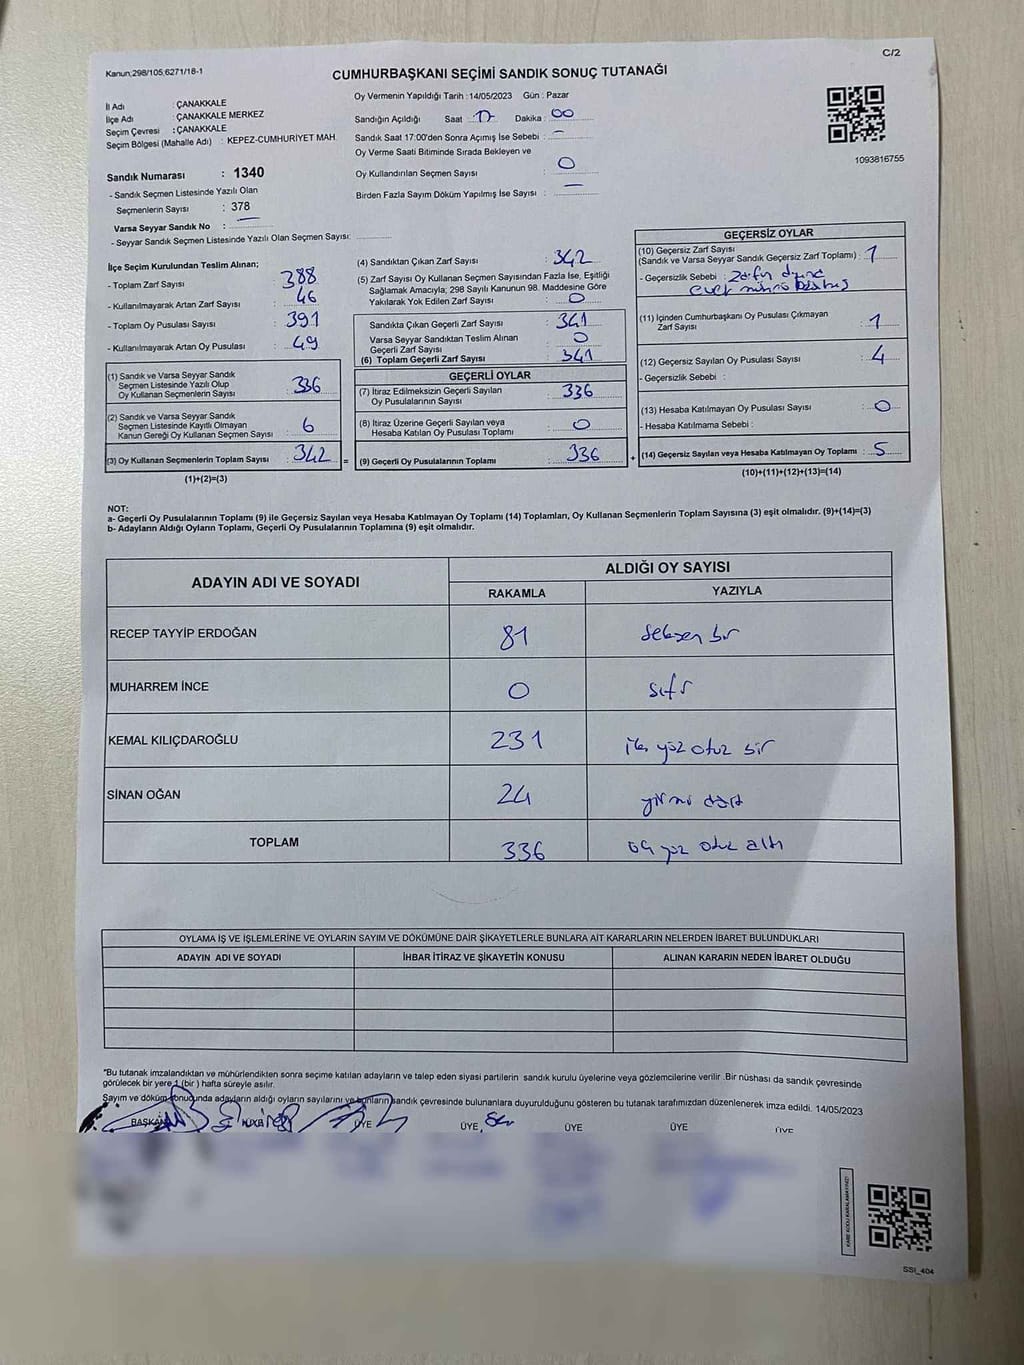 C/2
Kanun:298/105;6271/18-1
CUMHURBAŞKANI SEÇİMİ SANDIK SONUÇ TUTANAĞI
İl Adı : ÇANAKKALE
İlçe Adı : ÇANAKKALE MERKEZ
Seçim Çevresi : ÇANAKKALE
Seçim Bölgesi (Mahalle Adı) : KEPEZ-CUMHURİYET MAH.
Sandık Numarası : 1340
- Sandık Seçmen Listesinde Yazılı Olan
Seçmenlerin Sayısı : 378
Varsa Seyyar Sandık No : —
- Seyyar Sandık Seçmen Listesinde Yazılı Olan Seçmen Sayısı:
Oy Vermenin Yapıldığı Tarih :14/05/2023 Gün : Pazar
Sandığın Açıldığı Saat 17 Dakika : 00
Sandık Saat 17:00'den Sonra Açılmış İse Sebebi : —
Oy Verme Saati Bitiminde Sırada Bekleyen ve
Oy Kullandırılan Seçmen Sayısı : 0
Birden Fazla Sayım Döküm Yapılmış İse Sayısı : —
1093816755
İlçe Seçim Kurulundan Teslim Alınan;
- Toplam Zarf Sayısı : 388
- Kullanılmayarak Artan Zarf Sayısı : 46
- Toplam Oy Pusulası Sayısı : 391
- Kullanılmayarak Artan Oy Pusulası : 49
(1) Sandık ve Varsa Seyyar Sandık
Seçmen Listesinde Yazılı Olup
Oy Kullanan Seçmenlerin Sayısı : 336
(2) Sandık ve Varsa Seyyar Sandık
Seçmen Listesinde Kayıtlı Olmayan
Kanun Gereği Oy Kullanan Seçmen Sayısı : 6
(3) Oy Kullanan Seçmenlerin Toplam Sayısı : 342 =
(1)+(2)=(3)
(4) Sandıktan Çıkan Zarf Sayısı : 342
(5) Zarf Sayısı Oy Kullanan Seçmen Sayısından Fazla İse, Eşitliği
Sağlamak Amacıyla; 298 Sayılı Kanunun 98. Maddesine Göre
Yakılarak Yok Edilen Zarf Sayısı : 0
Sandıkta Çıkan Geçerli Zarf Sayısı : 341
Varsa Seyyar Sandıktan Teslim Alınan
Geçerli Zarf Sayısı : 0
(6) Toplam Geçerli Zarf Sayısı : 341
GEÇERLİ OYLAR
(7) İtiraz Edilmeksizin Geçerli Sayılan
Oy Pusulalarının Sayısı : 336
(8) İtiraz Üzerine Geçerli Sayılan veya
Hesaba Katılan Oy Pusulası Toplamı : 0
(9) Geçerli Oy Pusulalarının Toplamı : 336 +
GEÇERSİZ OYLAR
(10) Geçersiz Zarf Sayısı
(Sandık ve Varsa Seyyar Sandık Geçersiz Zarf Toplamı) : 1
- Geçersizlik Sebebi : Zarfın
evet mührü
(11) İçinden Cumhurbaşkanı Oy Pusulası Çıkmayan
Zarf Sayısı : 1
(12) Geçersiz Sayılan Oy Pusulası Sayısı : 4
- Geçersizlik Sebebi :
(13) Hesaba Katılmayan Oy Pusulası Sayısı : 0
- Hesaba Katılmama Sebebi :
(14) Geçersiz Sayılan veya Hesaba Katılmayan Oy Toplamı : 5
(10)+(11)+(12)+(13)=(14)
NOT:
a- Geçerli Oy Pusulalarının Toplamı (9) ile Geçersiz Sayılan veya Hesaba Katılmayan Oy Toplamı (14) Toplamları, Oy Kullanan Seçmenlerin Toplam Sayısına (3) eşit olmalıdır. (9)+(14)=(3)
b- Adayların Aldığı Oyların Toplamı, Geçerli Oy Pusulalarının Toplamına (9) eşit olmalıdır.
ADAYIN ADI VE SOYADI
ALDIĞI OY SAYISI
RAKAMLA YAZIYLA
RECEP TAYYİP ERDOĞAN 81 Seksen bir
MUHARREM İNCE 0 sıfır
KEMAL KILIÇDAROĞLU 231 iki yüz otuz bir
SİNAN OĞAN 24 yirmi dört
TOPLAM 336 üç yüz otuz altı
OYLAMA İŞ VE İŞLEMLERİNE VE OYLARIN SAYIM VE DÖKÜMÜNE DAİR ŞİKAYETLERLE BUNLARA AİT KARARLARIN NELERDEN İBARET BULUNDUKLARI
ADAYIN ADI VE SOYADI İHBAR İTİRAZ VE ŞİKAYETİN KONUSU ALINAN KARARIN NEDEN İBARET OLDUĞU
"Bu tutanak imzalandıktan ve mühürlendikten sonra seçime katılan adayların ve talep eden siyasi partilerin sandık kurulu üyelerine veya gözlemcilerine verilir .Bir nüshası da sandık çevresinde
görülecek bir yere 1 (bir) hafta süreyle asılır.
Sayım ve döküm sonucunda adayların aldığı oyların sayılarını ve bunların sandık çevresinde bulunanlara duyurulduğunu gösteren bu tutanak tarafımızdan düzenlenerek imza edildi. 14/05/2023
BAŞKAN ÜYE ÜYE ÜYE ÜYE ÜYE
KARE KODU KARALAMAYINIZ!
SSI_404